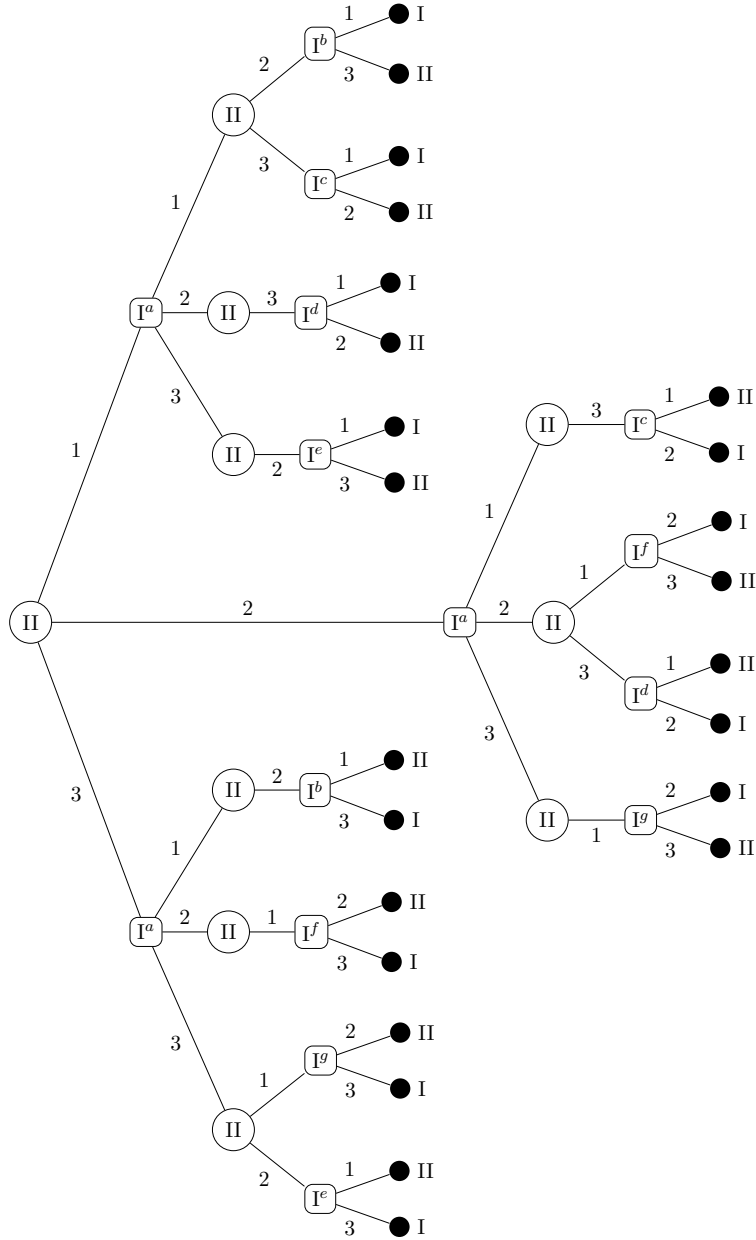 1 I
I^b
2 3 II
II
3 1 I
I^c
1 2 II
1 I
I^a 2 II 3 I^d
2 II
3
1 I
II 2 I^e
3 II
1
1 II
II 3 I^c
2 I
1
2 I
I^f
1 3 II
II 2 I^a 2 II
3 1 II
I^d
2 I
3
2 I
II 1 I^g
3 II
3
1 II
II 2 I^b
3 I
1
2 II
I^a 2 II 1 I^f
3 I
3
2 II
I^g
1 3 I
II
2 1 II
I^e
3 I